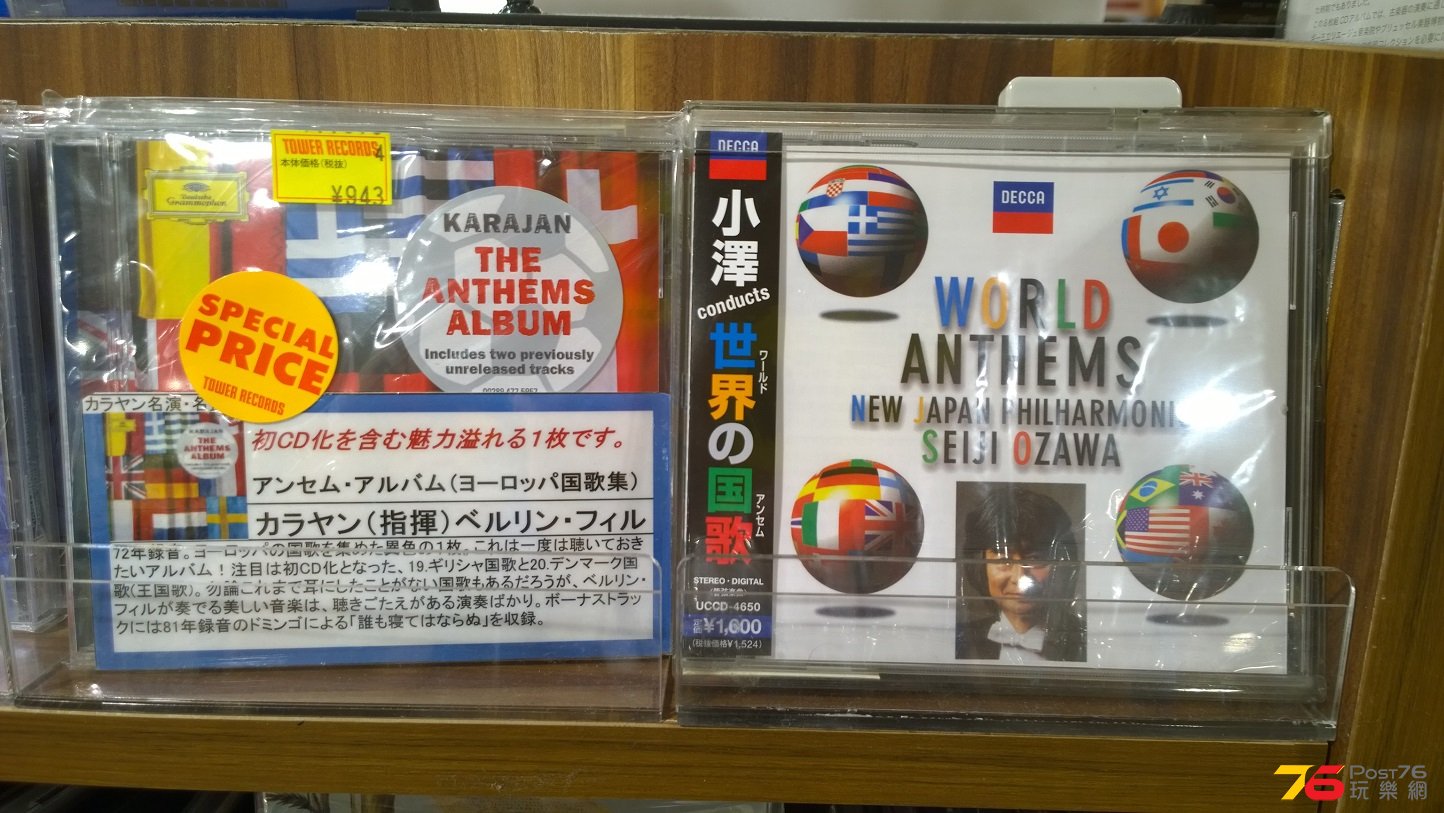 Deutsche
Grammophon
TOWER RECORDS
本体価格(税抜)
¥943
KARAJAN
THE
ANTHEMS
ALBUM
Includes two previously
unreleased tracks
SPECIAL
PRICE
TOWER RECORDS
カラヤン名演・名
KARAJAN
THE
ANTHEMS
ALBUM
初CD化を含む魅力溢れる1枚です。
アンセム・アルバム(ヨーロッパ国歌集)
カラヤン(指揮)ベルリン・フィル
72年録音。ヨーロッパの国歌を集めた異色の1枚。これは一度は聴いておき
たいアルバム!注目は初CD化となった、19.ギリシャ国歌と20.デンマーク国
歌(王国歌)。勿論これまで耳にしたことがない国歌もあるだろうが、ベルリン・
フィルが奏でる美しい音楽は、聴きごたえがある演奏ばかり。ボーナストラッ
クには81年録音のドミンゴによる「誰も寝てはならぬ」を収録。
DECCA
小澤
conducts
世界の国歌
ワールド
アンセム
STEREO・DIGITAL
UCCD-4650
定価¥1,600
(税抜価格¥1,524)
DECCA
WORLD
ANTHEMS
NEW JAPAN PHILHARMONI
SEIJI OZAWA
76 Post76
玩樂網